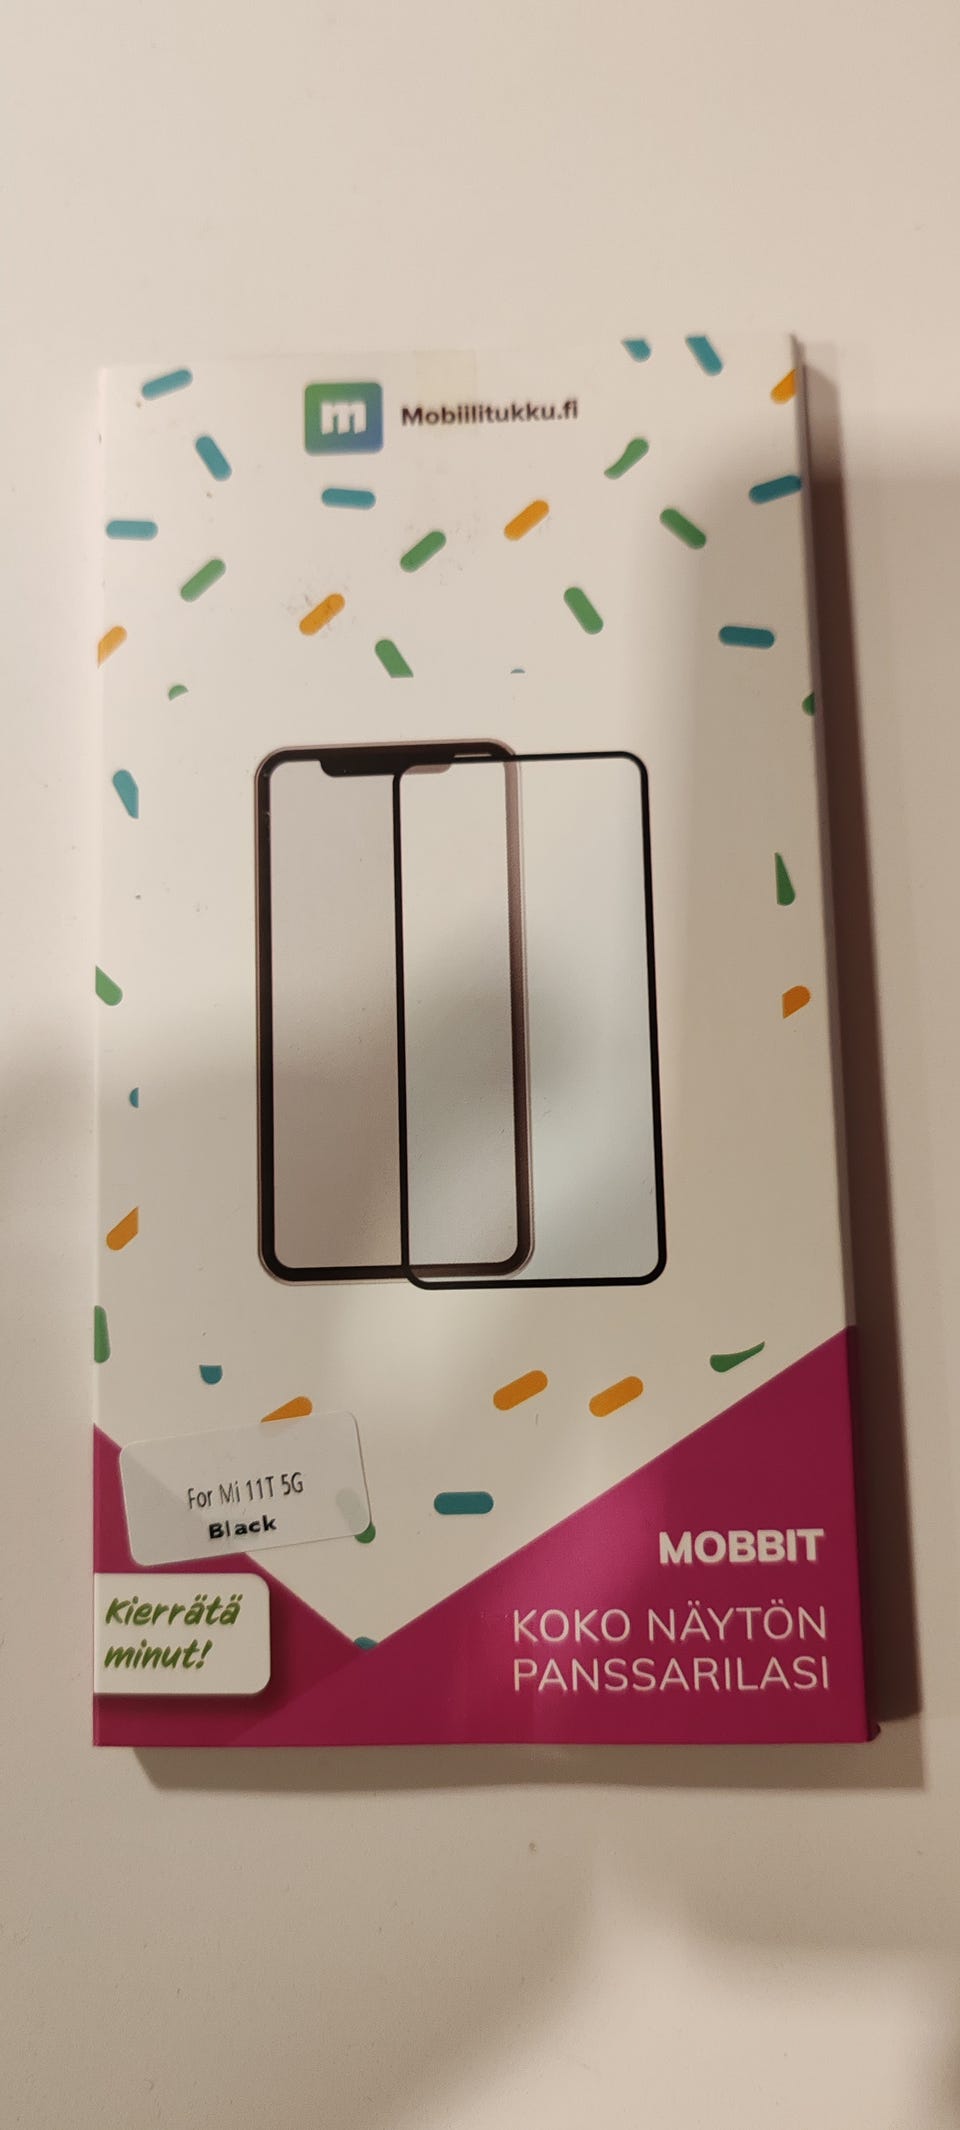 m Mobiilitukku.fi
For Mi 11T 5G
Black
Kierrätä
minut!
MOBBIT
KOKO NÄYTÖN
PANSSARILASI